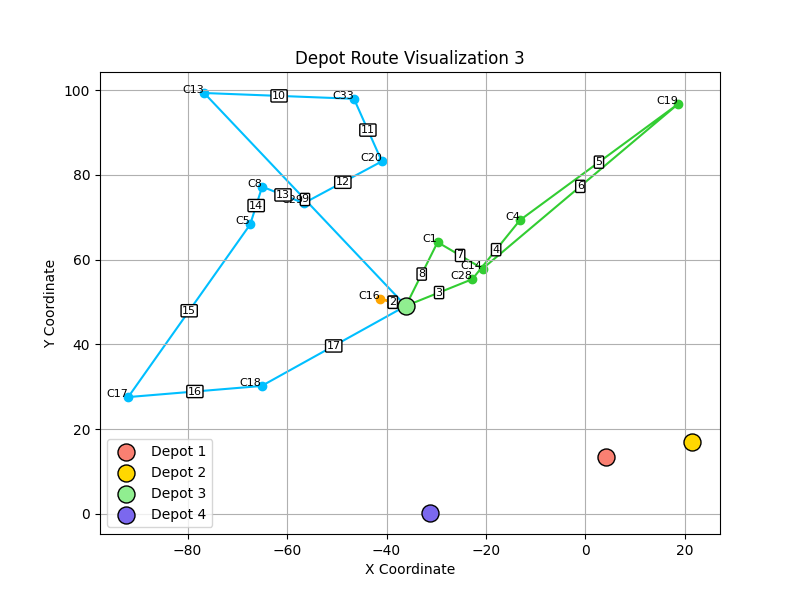 Depot Route Visualization 3
Y Coordinate
100
80
60
40
20
0
C13
10
C33
C19
11
C20
5
12
6
C8
13
C29
9
14
C5
C4
C1
4
7
C14
8
C28
C16
2
3
15
17
C17
16
C18
Depot 1
Depot 2
Depot 3
Depot 4
−80
−60
−40
−20
0
20
X Coordinate